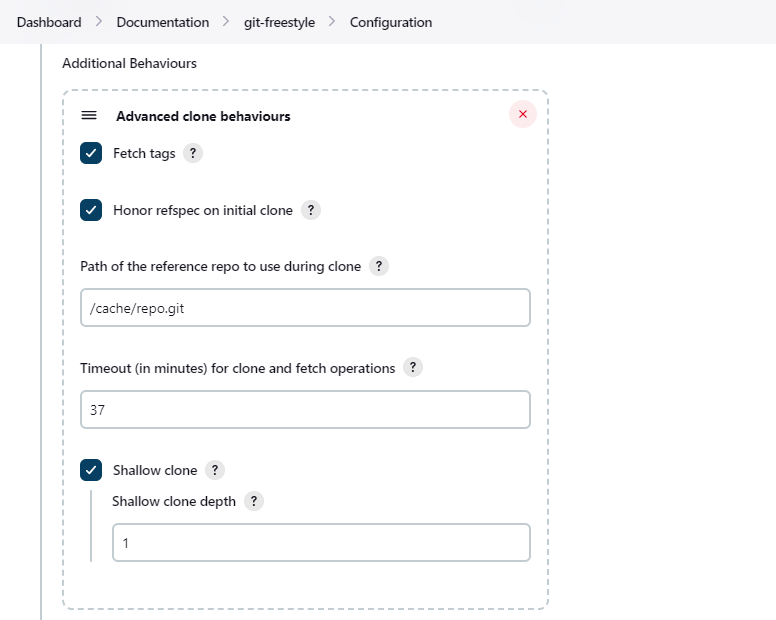 Dashboard > Documentation > git-freestyle > Configuration
Additional Behaviours
Advanced clone behaviours
Fetch tags ?
Honor refspec on initial clone ?
Path of the reference repo to use during clone ?
/cache/repo.git
Timeout (in minutes) for clone and fetch operations ?
37
Shallow clone ?
Shallow clone depth ?
1